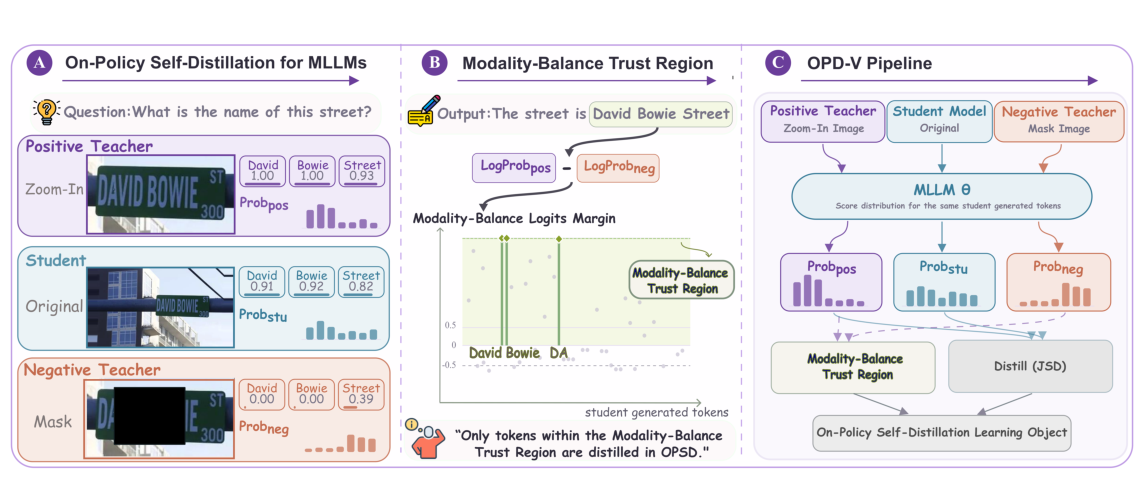 A On-Policy Self-Distillation for MLLMs
Question:What is the name of this street?
Positive Teacher
Zoom-In
DAVID BOWIE ST
300
David 1.00
Bowie 1.00
Street 0.93
Probpos
Student
Original
DAVID BOWIE
David 0.91
Bowie 0.92
Street 0.82
Probstu
Negative Teacher
Mask
DA
ST
300
David 0.00
Bowie 0.00
Street 0.39
Probneg
B Modality-Balance Trust Region
Output:The street is David Bowie Street
LogProbpos - LogProbneg
Modality-Balance Logits Margin
Modality-Balance
Trust Region
0.5
0
-0.5
David Bowie DA
student generated tokens
"Only tokens within the Modality-Balance
Trust Region are distilled in OPSD."
C OPD-V Pipeline
Positive Teacher
Zoom-In Image
Student Model
Original
Negative Teacher
Mask Image
MLLM θ
Score distribution for the same student generated tokens
Probpos
Probstu
Probneg
Modality-Balance
Trust Region
Distill (JSD)
On-Policy Self-Distillation Learning Object